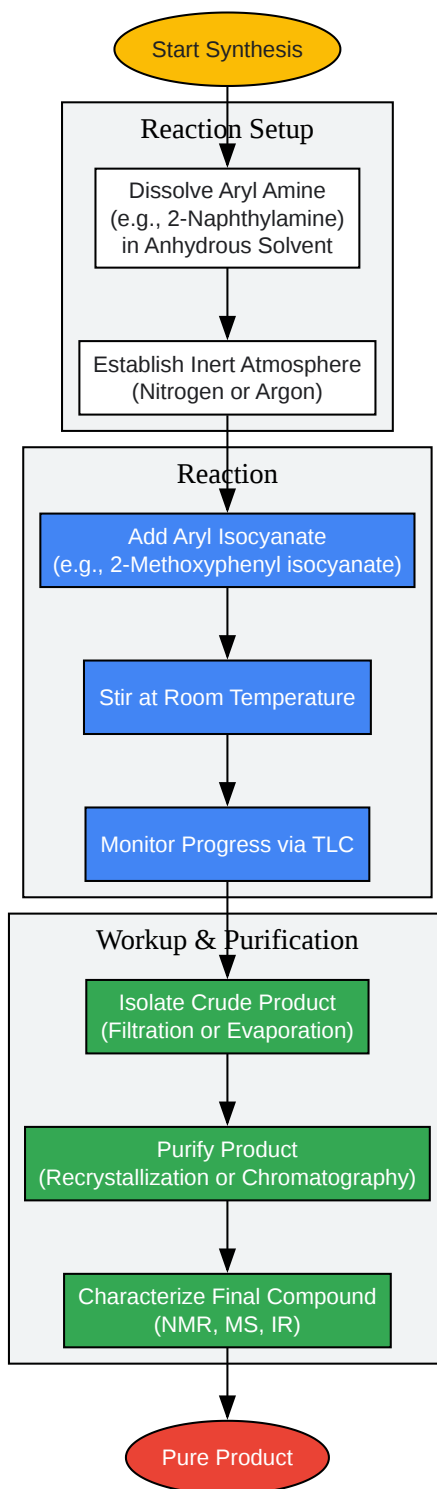 Start Synthesis
Reaction Setup
Dissolve Aryl Amine
(e.g., 2-Naphthylamine)
in Anhydrous Solvent
Establish Inert Atmosphere
(Nitrogen or Argon)
Reaction
Add Aryl Isocyanate
(e.g., 2-Methoxyphenyl isocyanate)
Stir at Room Temperature
Monitor Progress via TLC
Workup & Purification
Isolate Crude Product
(Filtration or Evaporation)
Purify Product
(Recrystallization or Chromatography)
Characterize Final Compound
(NMR, MS, IR)
Pure Product